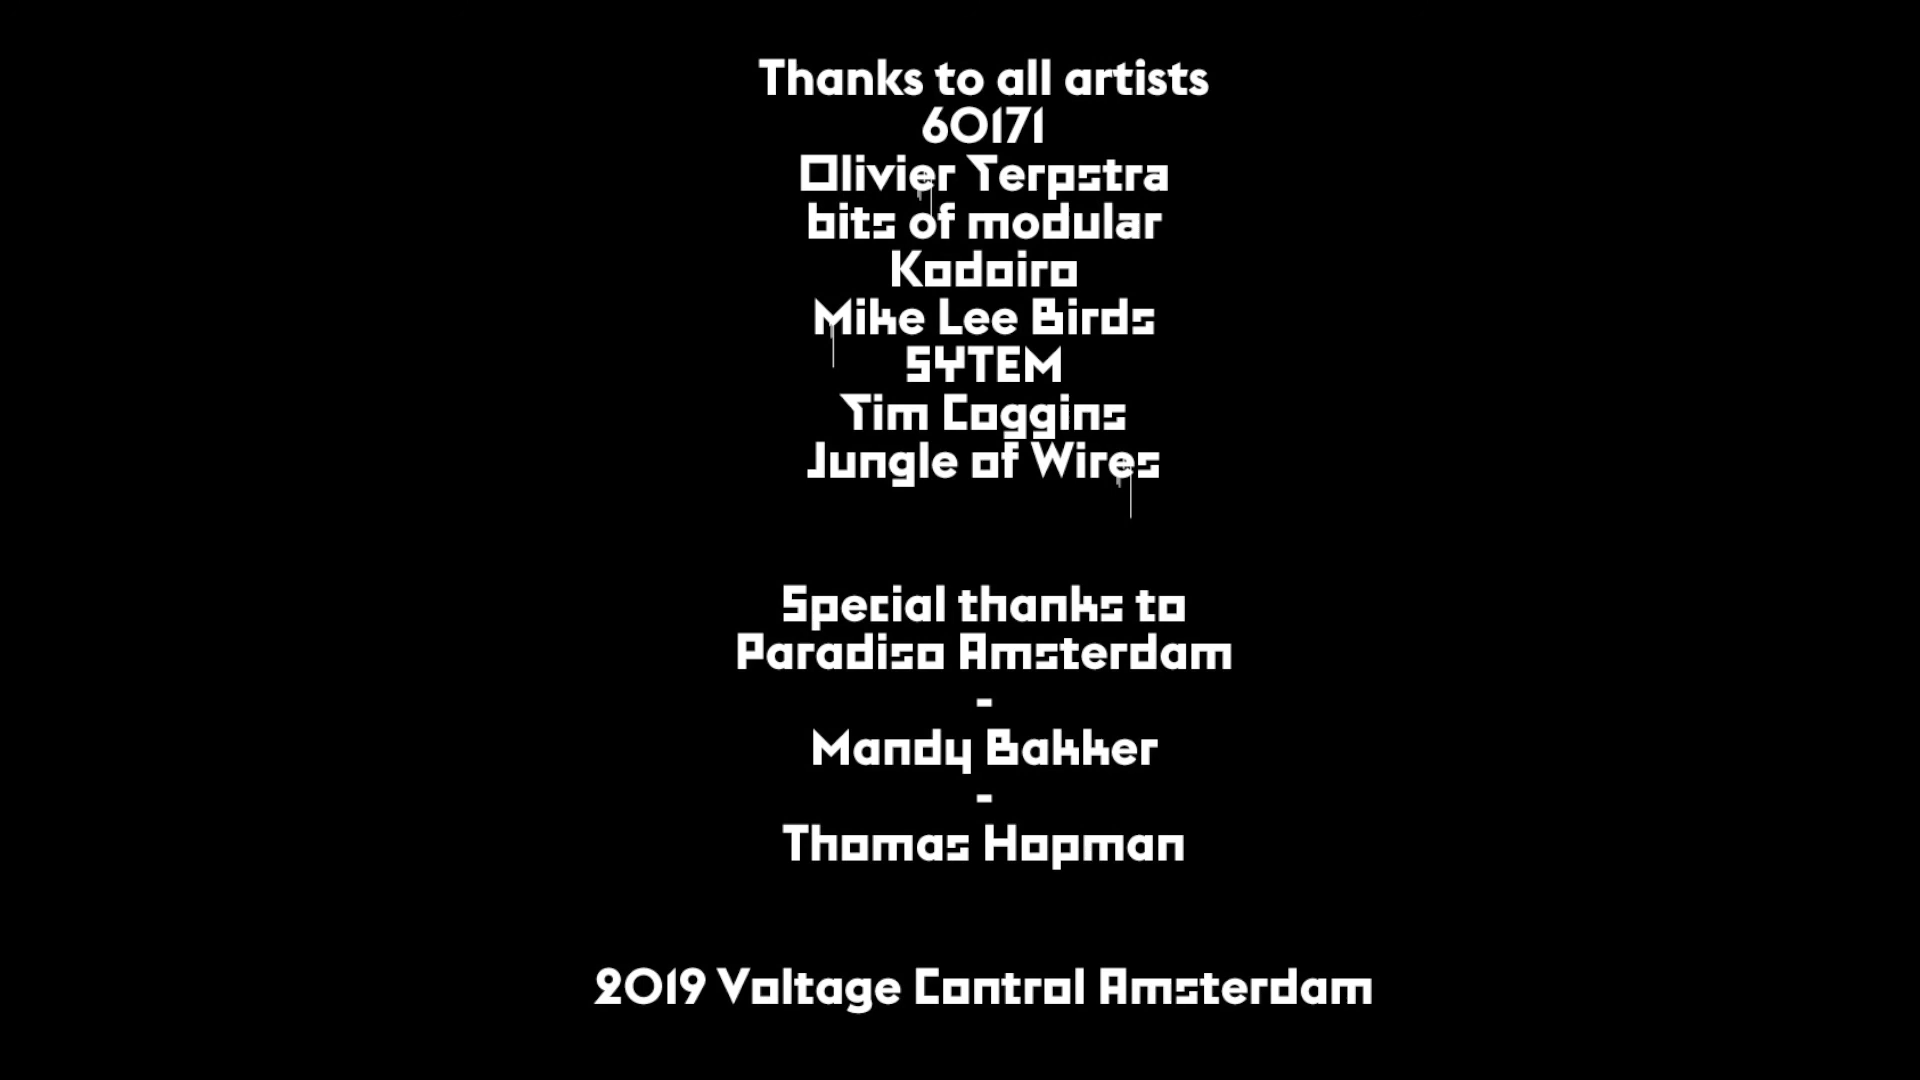 Thanks to all artists
60171
Olivier Terpstra
bits of modular
Kodoiro
Mike Lee Birds
SYTEM
Tim Coggins
Jungle of Wires
Special thanks to
Paradiso Amsterdam
-
Mandy Bakker
-
Thomas Hopman
2019 Voltage Control Amsterdam